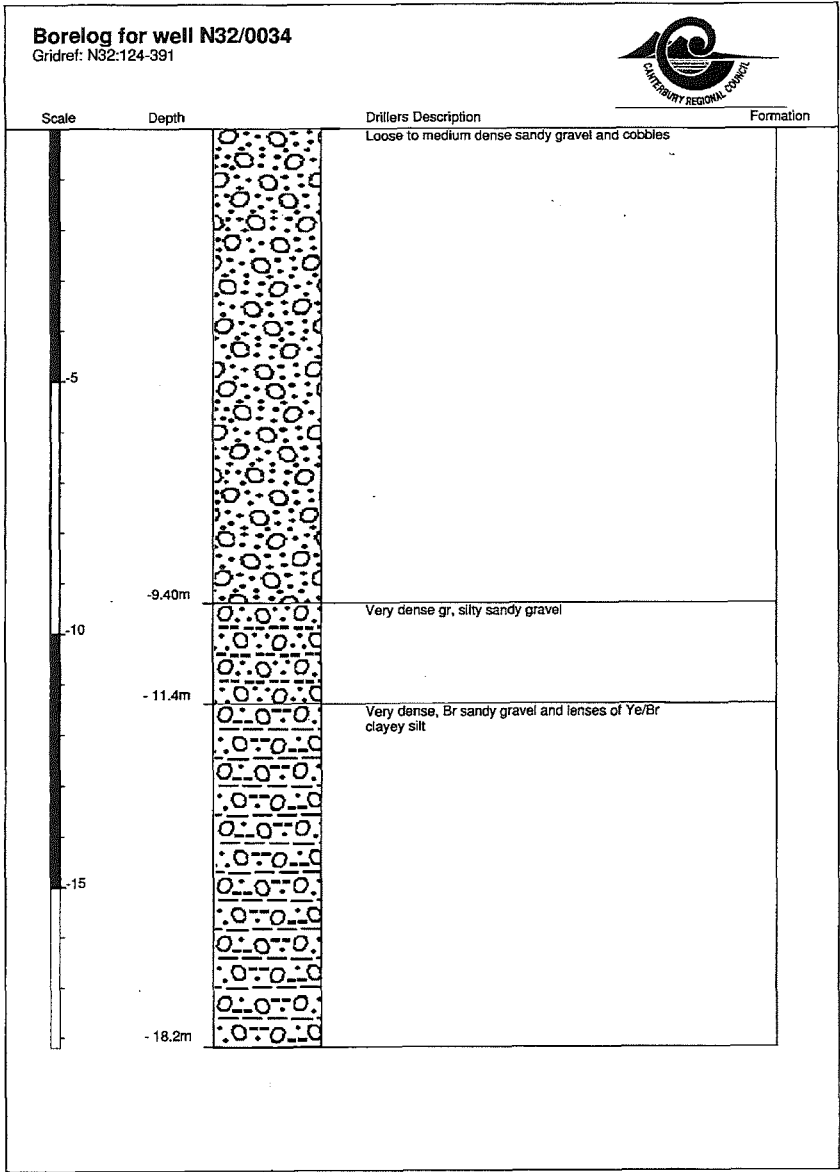 Borelog for well N32/0034
Gridref: N32:124-391
CANTERBURY REGIONAL COUNCIL
Scale Depth Drillers Description Formation
Loose to medium dense sandy gravel and cobbles
-5
-9.40m
Very dense gr, silty sandy gravel
-10
- 11.4m
Very dense, Br sandy gravel and lenses of Ye/Br
clayey silt
-15
- 18.2m